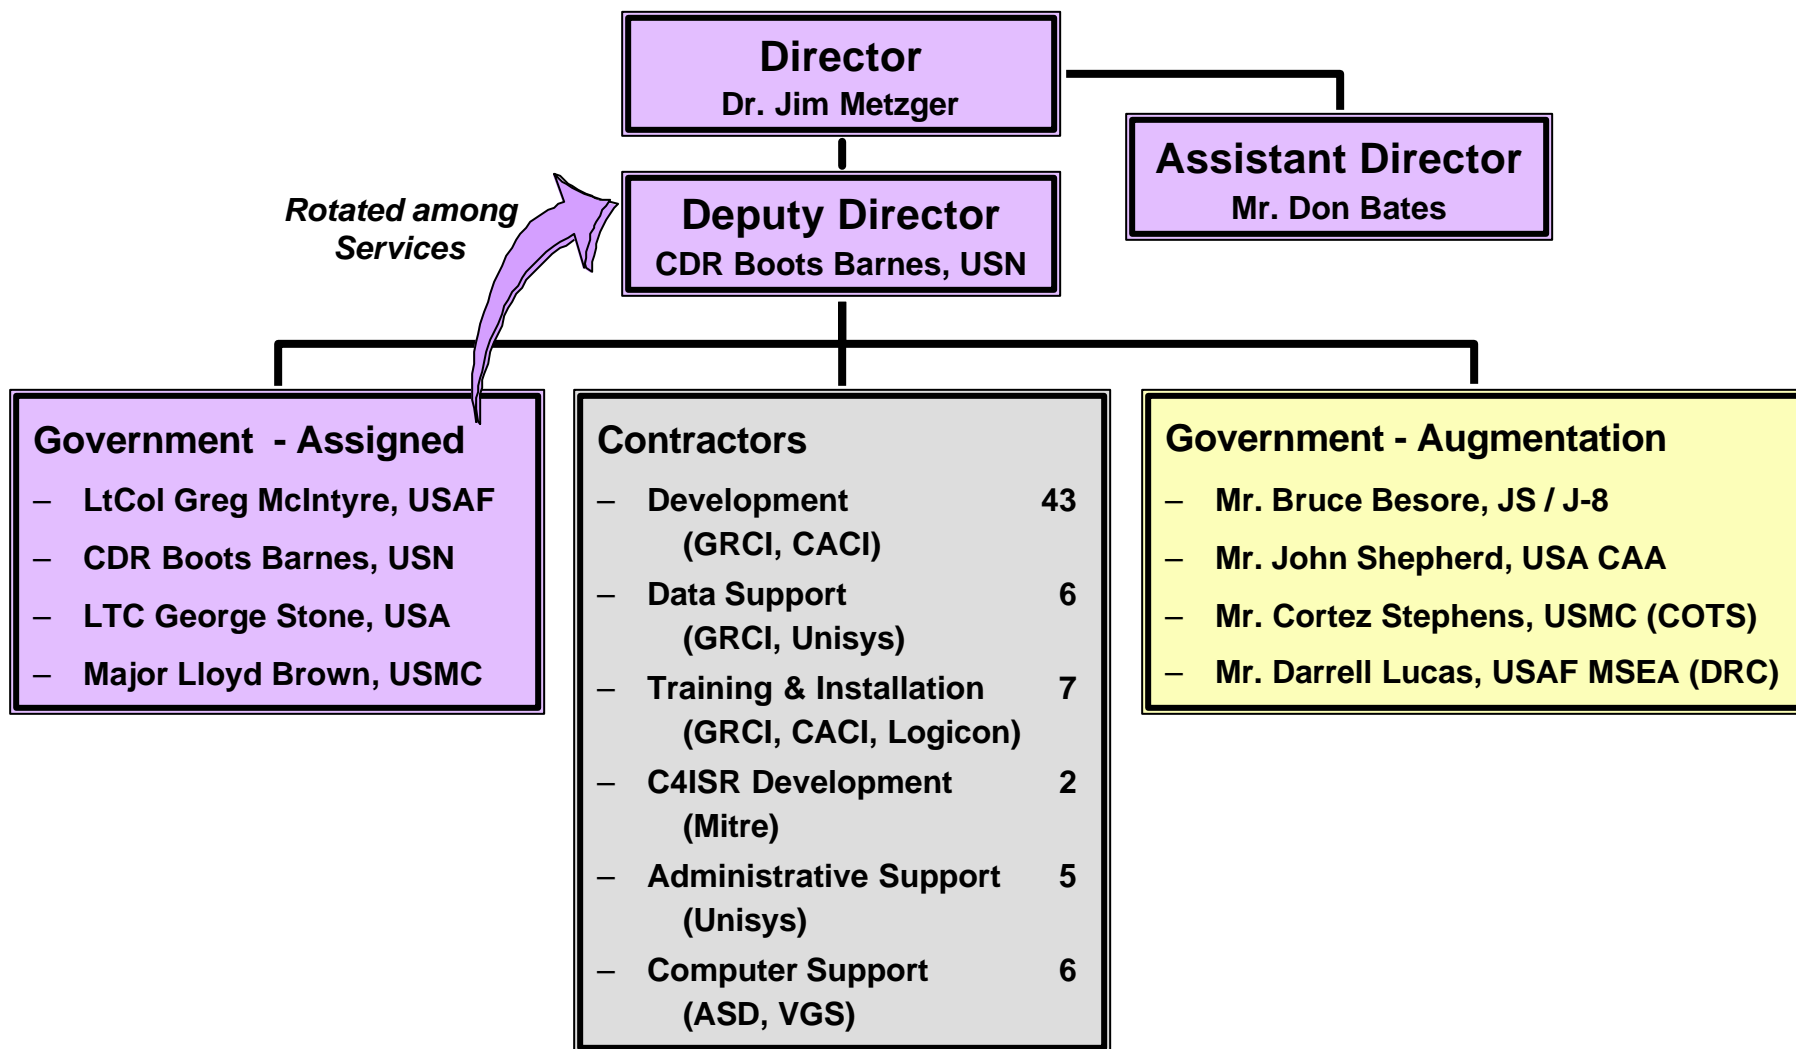 Director
Dr. Jim Metzger
Assistant Director
Mr. Don Bates
Rotated among
Services
Deputy Director
CDR Boots Barnes, USN
Government - Assigned
– LtCol Greg McIntyre, USAF
– CDR Boots Barnes, USN
– LTC George Stone, USA
– Major Lloyd Brown, USMC
Contractors
– Development 43
(GRCI, CACI)
– Data Support 6
(GRCI, Unisys)
– Training & Installation 7
(GRCI, CACI, Logicon)
– C4ISR Development 2
(Mitre)
– Administrative Support 5
(Unisys)
– Computer Support 6
(ASD, VGS)
Government - Augmentation
– Mr. Bruce Besore, JS / J-8
– Mr. John Shepherd, USA CAA
– Mr. Cortez Stephens, USMC (COTS)
– Mr. Darrell Lucas, USAF MSEA (DRC)